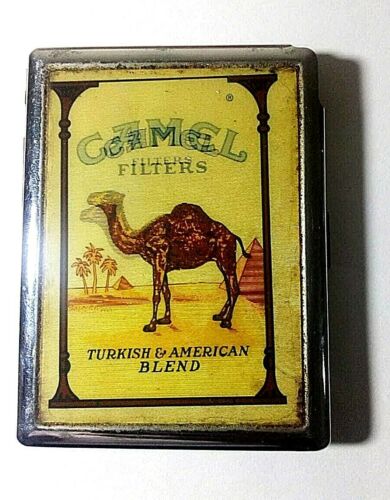 ®
CAMEL
FILTERS
TURKISH & AMERICAN
BLEND